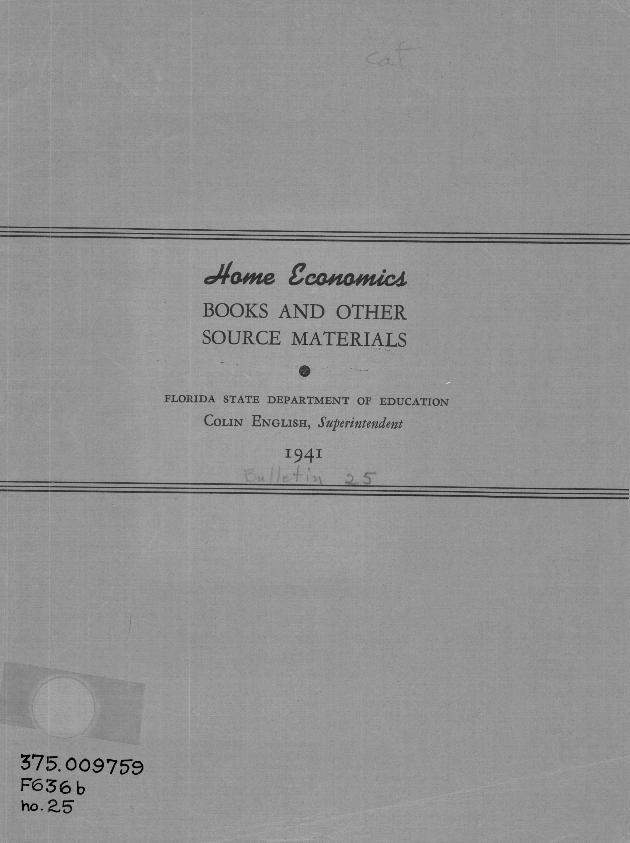 cat
Home Economics
BOOKS AND OTHER
SOURCE MATERIALS
FLORIDA STATE DEPARTMENT OF EDUCATION
COLIN ENGLISH, Superintendent
1941
Bulletin 25
375.009759
F636b
no.25